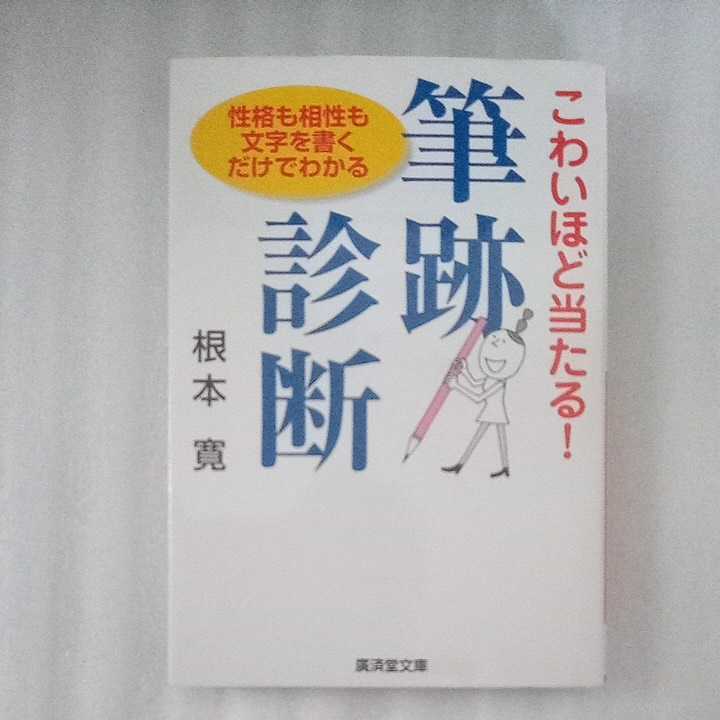 こわいほど当たる！
筆跡
診断
性格も相性も
文字を書く
だけでわかる
根本 寛
廣済堂文庫